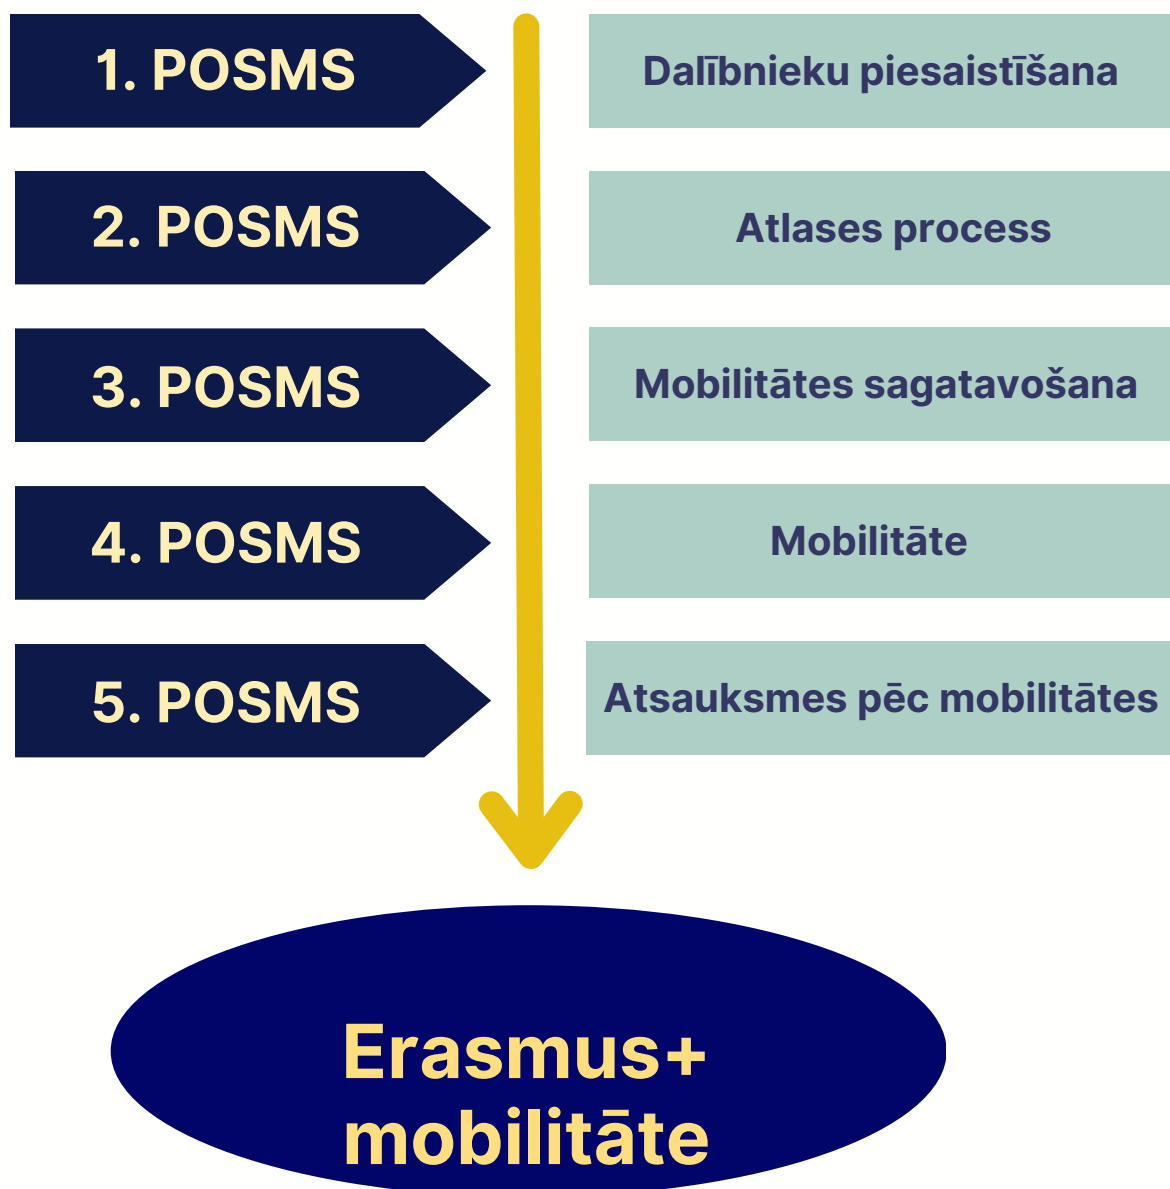 1. POSMS
Dalībnieku piesaistīšana
2. POSMS
Atlases process
3. POSMS
Mobilitātes sagatavošana
4. POSMS
Mobilitāte
5. POSMS
Atsauksmes pēc mobilitātes
Erasmus+
mobilitāte